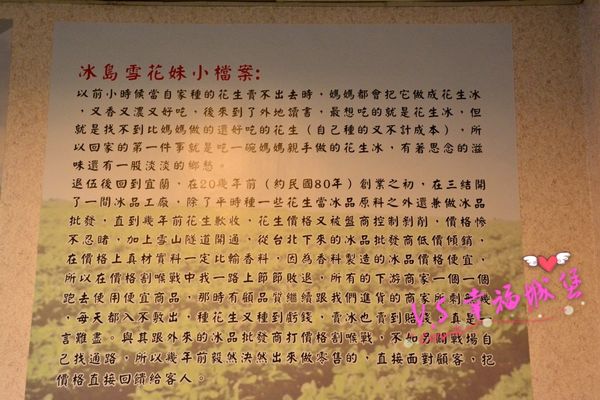 冰島雪花妹小檔案:
以前小時候當自家種的花生賣不出去時，媽媽都會把它做成花生冰
，又香又濃又好吃，後來到了外地讀書，最想吃的就是花生冰，但
就是找不到比媽媽做的還好吃的花生（自己種的又不計成本），所
以回家的第一件事就是吃一碗媽媽親手做的花生冰，有著思念的滋
味還有一股淡淡的鄉愁。
退伍後回到宜蘭，在20幾年前（約民國80年）創業之初，在三結開
了一間冰品工廠，除了平時種一些花生當冰品原料之外還兼做冰品
批發，直到幾年前花生歉收，花生價格又被盤商控制剝削，價格慘
不忍睹，加上雪山隧道開通，從台北下來的冰品批發商低價傾銷，
在價格上真材實料一定比輸香料，因為香料製造的冰品價格便宜，
所以在價格割喉戰中我一路上節節敗退，所有的下游商家一個一個
跑去使用便宜商品，那時有顧品質繼續跟我們進貨的商家所剩無幾
，每天都入不敷出，種花生又種到虧錢，賣冰也賣到賠錢，真是
言難盡。與其跟外來的冰品批發商打價格割喉戰，不如另闢戰場自
己找通路，所以幾年前毅然決然出來做零售的，直接面對顧客，把
價格直接回饋給客人。
VS幸福城堡